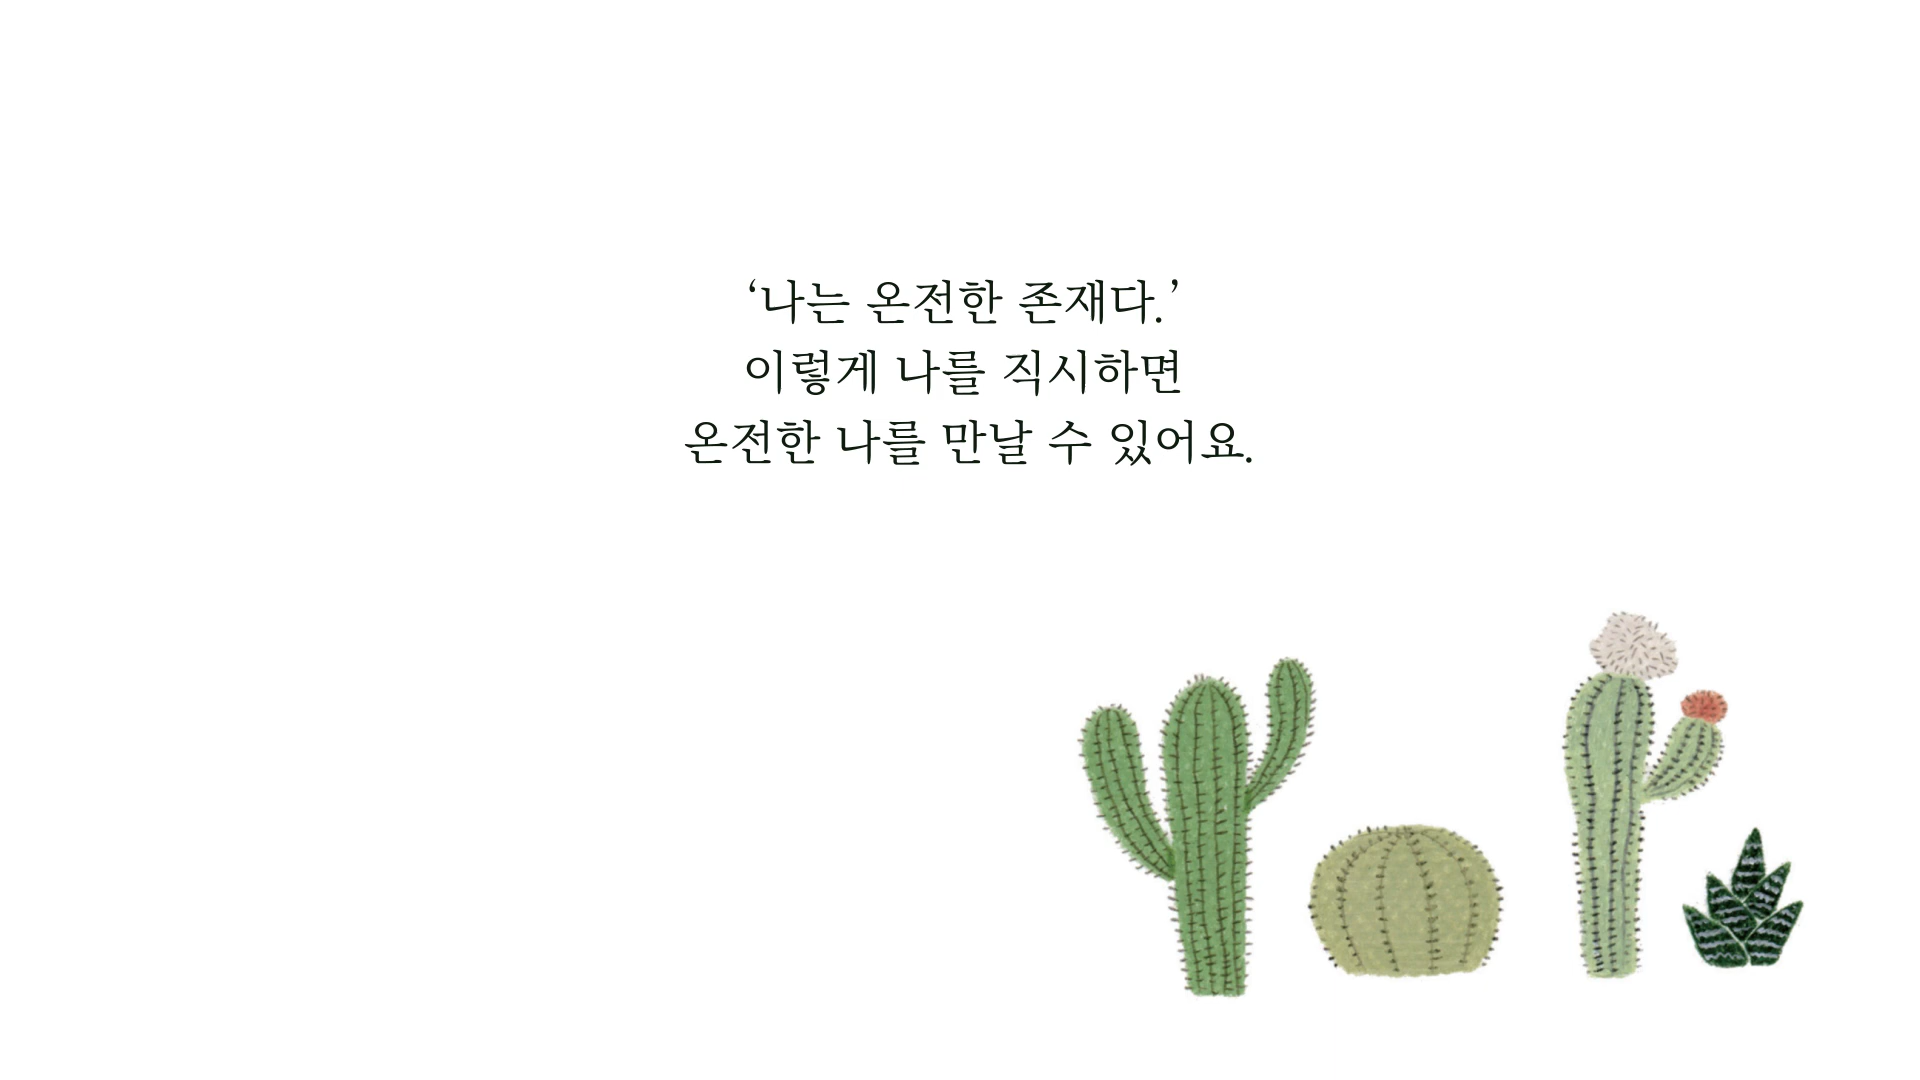 ‘나는 온전한 존재다.’
이렇게 나를 직시하면
온전한 나를 만날 수 있어요.